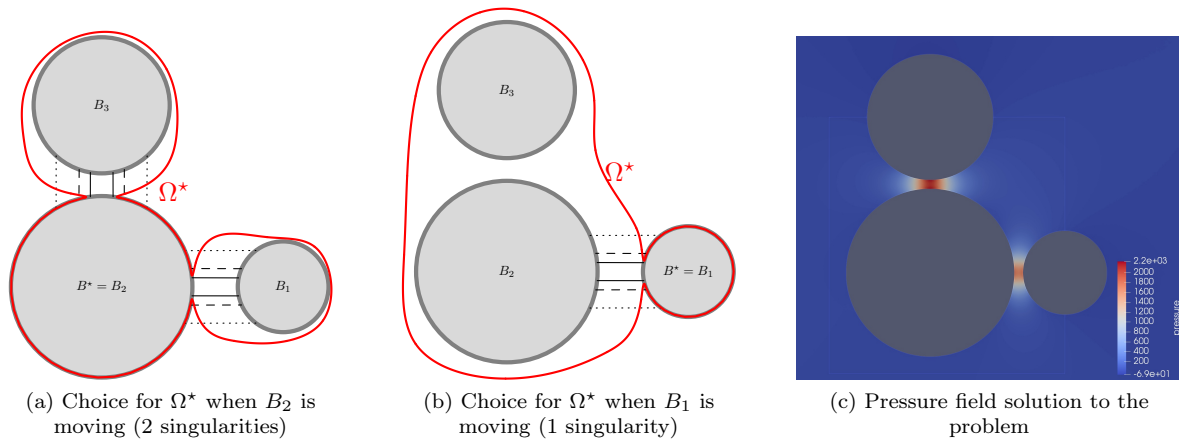 B₃
Ω⋆
B⋆ = B₂
B₁
(a) Choice for Ω⋆ when B₂ is
moving (2 singularities)
B₃
Ω⋆
B₂
B⋆ = B₁
(b) Choice for Ω⋆ when B₁ is
moving (1 singularity)
2.2e+03
2000
1800
1600
1400
1200
1000
800
600
400
200
-6.9e+01
pressure
(c) Pressure field solution to the
problem